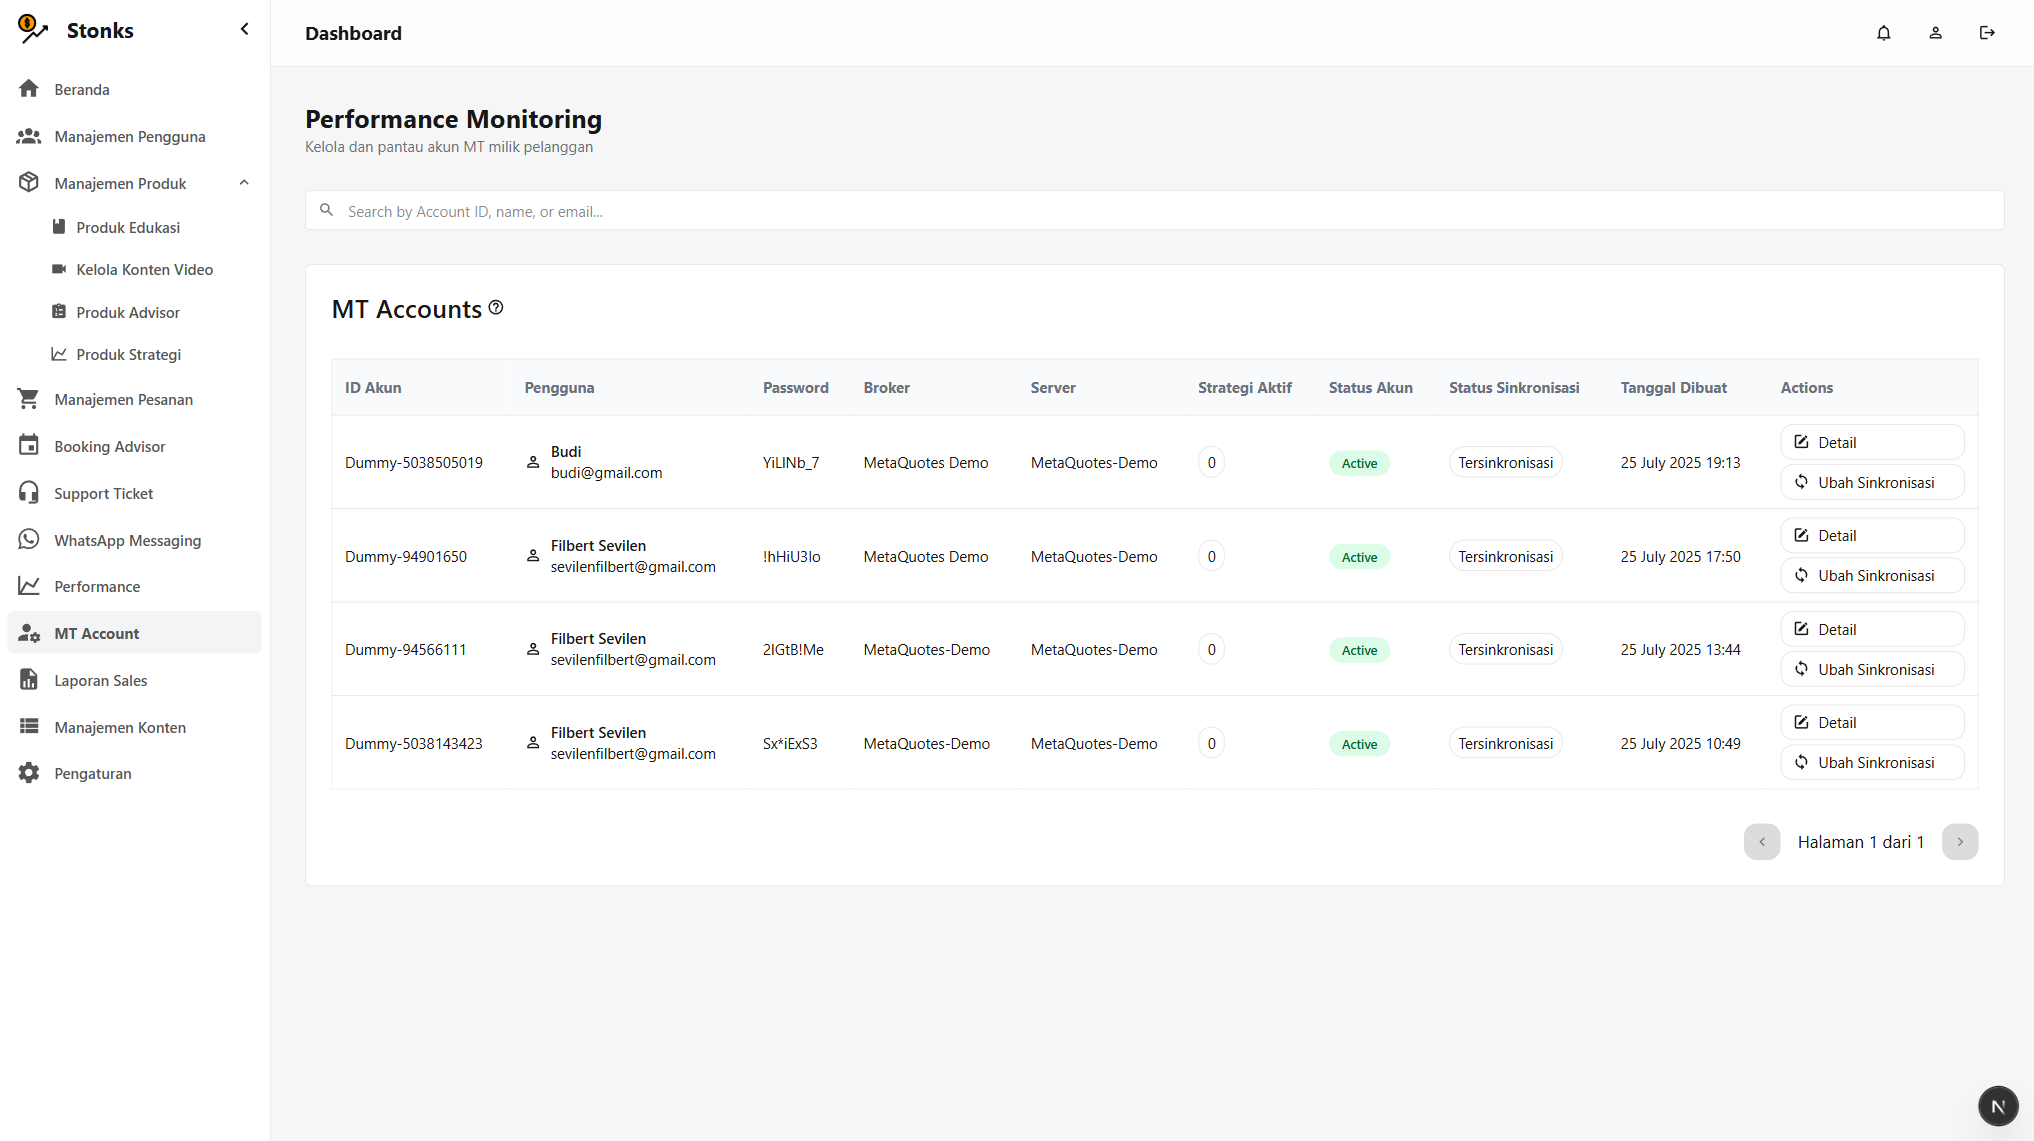 Stonks
Beranda
Manajemen Pengguna
Manajemen Produk
Produk Edukasi
Kelola Konten Video
Produk Advisor
Produk Strategi
Manajemen Pesanan
Booking Advisor
Support Ticket
WhatsApp Messaging
Performance
MT Account
Laporan Sales
Manajemen Konten
Pengaturan
Dashboard
Performance Monitoring
Kelola dan pantau akun MT milik pelanggan
Search by Account ID, name, or email...
MT Accounts
ID Akun Pengguna Password Broker Server Strategi Aktif Status Akun Status Sinkronisasi Tanggal Dibuat Actions
Budi
Dummy-5038505019 budi@gmail.com MetaQuotes Demo MetaQuotes-Demo 0 Active Tersinkronisasi 25 July 2025 19:13
Detail
Ubah Sinkronisasi
Filbert Sevilen
Dummy-94901650 sevilenfilbert@gmail.com MetaQuotes Demo MetaQuotes-Demo 0 Active Tersinkronisasi 25 July 2025 17:50
Detail
Ubah Sinkronisasi
Filbert Sevilen
Dummy-94566111 sevilenfilbert@gmail.com MetaQuotes-Demo MetaQuotes-Demo 0 Active Tersinkronisasi 25 July 2025 13:44
Detail
Ubah Sinkronisasi
Filbert Sevilen
Dummy-5038143423 sevilenfilbert@gmail.com Sx*iExS3 MetaQuotes-Demo MetaQuotes-Demo 0 Active Tersinkronisasi 25 July 2025 10:49
Detail
Ubah Sinkronisasi
Halaman 1 dari 1
N